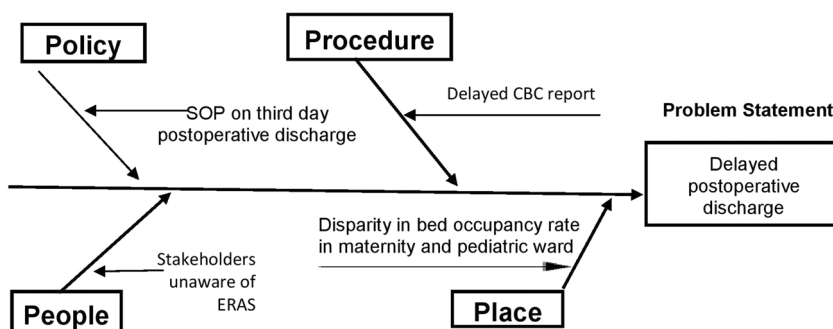 Policy
Procedure
SOP on third day
postoperative discharge
Delayed CBC report
Problem Statement
Delayed
postoperative
discharge
Stakeholders
unaware of
ERAS
Disparity in bed occupancy rate
in maternity and pediatric ward
People
Place